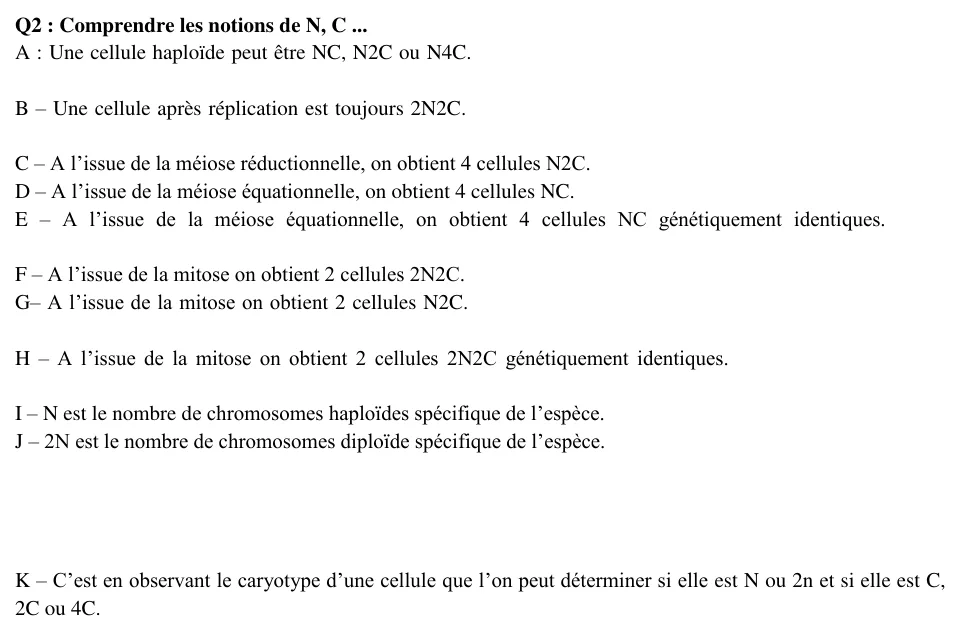 Q2 : Comprendre les notions de N, C ...
A : Une cellule haploïde peut être NC, N2C ou N4C.
B – Une cellule après réplication est toujours 2N2C.
C – A l’issue de la méiose réductionnelle, on obtient 4 cellules N2C.
D – A l’issue de la méiose équationnelle, on obtient 4 cellules NC.
E – A l’issue de la méiose équationnelle, on obtient 4 cellules NC génétiquement identiques.
F – A l’issue de la mitose on obtient 2 cellules 2N2C.
G– A l’issue de la mitose on obtient 2 cellules N2C.
H – A l’issue de la mitose on obtient 2 cellules 2N2C génétiquement identiques.
I – N est le nombre de chromosomes haploïdes spécifique de l’espèce.
J – 2N est le nombre de chromosomes diploïde spécifique de l’espèce.
K – C’est en observant le caryotype d’une cellule que l’on peut déterminer si elle est N ou 2n et si elle est C,
2C ou 4C.